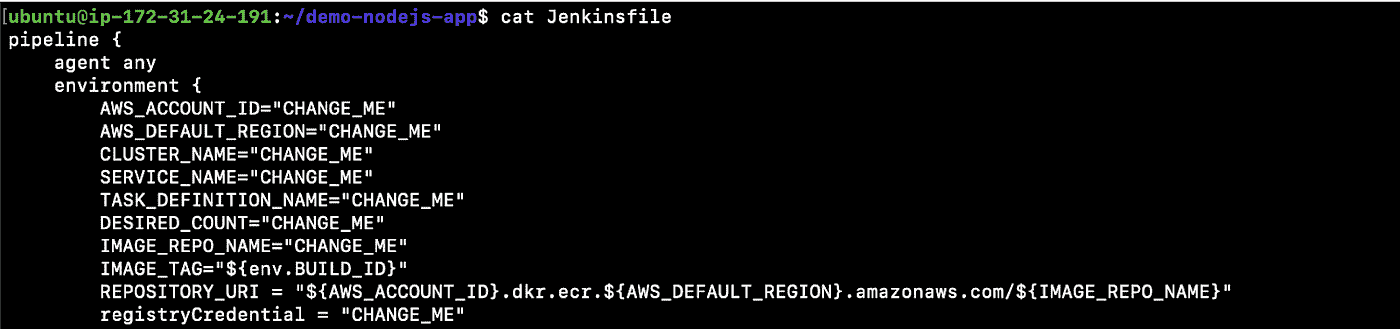 [ubuntu@ip-172-31-24-191:~/demo-nodejs-app$ cat Jenkinsfile
pipeline {
    agent any
    environment {
        AWS_ACCOUNT_ID="CHANGE_ME"
        AWS_DEFAULT_REGION="CHANGE_ME"
        CLUSTER_NAME="CHANGE_ME"
        SERVICE_NAME="CHANGE_ME"
        TASK_DEFINITION_NAME="CHANGE_ME"
        DESIRED_COUNT="CHANGE_ME"
        IMAGE_REPO_NAME="CHANGE_ME"
        IMAGE_TAG="${env.BUILD_ID}"
        REPOSITORY_URI = "${AWS_ACCOUNT_ID}.dkr.ecr.${AWS_DEFAULT_REGION}.amazonaws.com/${IMAGE_REPO_NAME}"
        registryCredential = "CHANGE_ME"